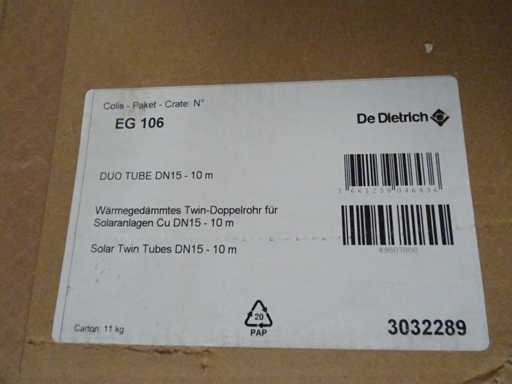 Colis - Paket - Crate: N°
EG 106
De Dietrich
DUO TUBE DN15 - 10 m
Wärmegedämmtes Twin-Doppelrohr für
Solaranlagen Cu DN15 - 10 m
Solar Twin Tubes DN15 - 10 m
20
PAP
Carton: 11 kg
3032289